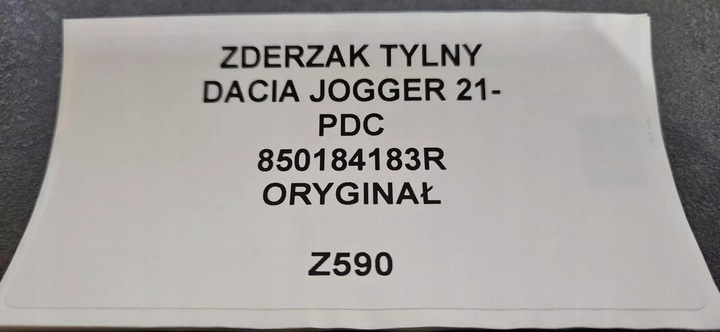 ZDERZAK TYLNY
DACIA JOGGER 21-
PDC
850184183R
ORYGINAŁ
Z590